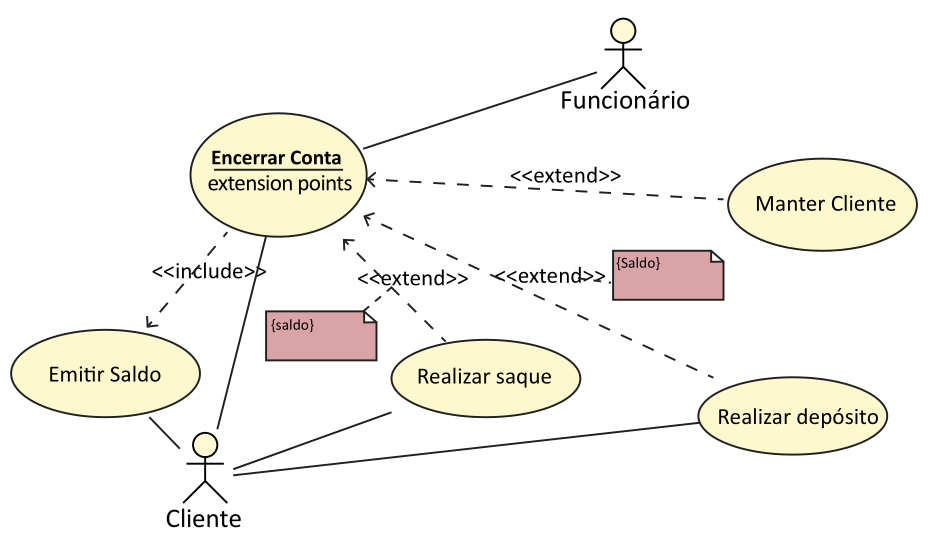 Funcionário
Encerrar Conta
extension points
<<extend>>
Manter Cliente
<<include>>
<<extend>>
<<extend>>
{Saldo}
{saldo}
Emitir Saldo
Realizar saque
Realizar depósito
Cliente